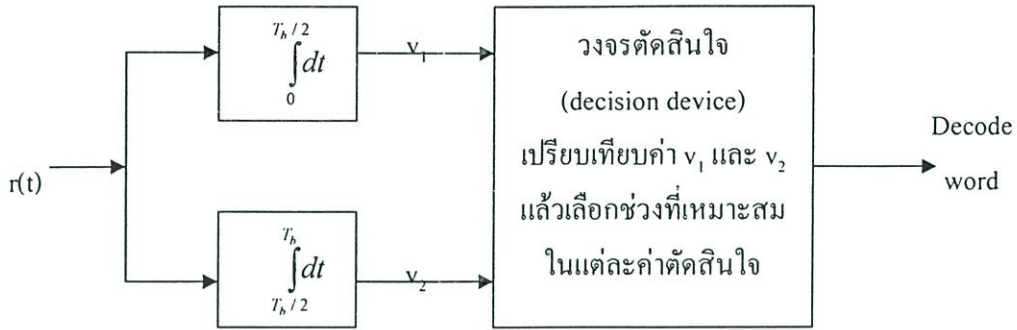 r(t)
T_b/2
∫dt
0
v_1
T_b
∫dt
T_b/2
v_2
วงจรตัดสินใจ
(decision device)
เปรียบเทียบค่า v_1 และ v_2
แล้วเลือกช่วงที่เหมาะสม
ในแต่ละค่าตัดสินใจ
Decode
word